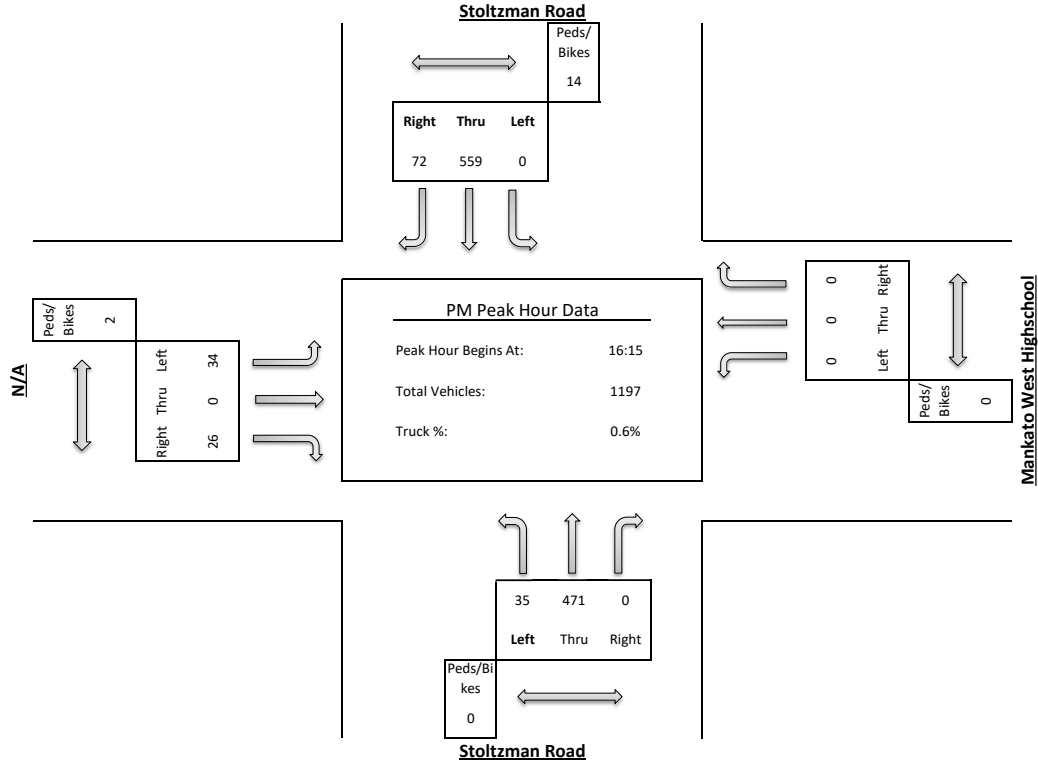 Stoltzman Road
Peds/
Bikes
14
Right Thru Left
72 559 0
N/A
Peds/
Bikes
2
Left 34
Thru 0
Right 26
PM Peak Hour Data
Peak Hour Begins At: 16:15
Total Vehicles: 1197
Truck %: 0.6%
0 Right
0 Thru
0 Left
Peds/
Bikes
0
Mankato West Highschool
35 471 0
Left Thru Right
Peds/Bi
kes
0
Stoltzman Road